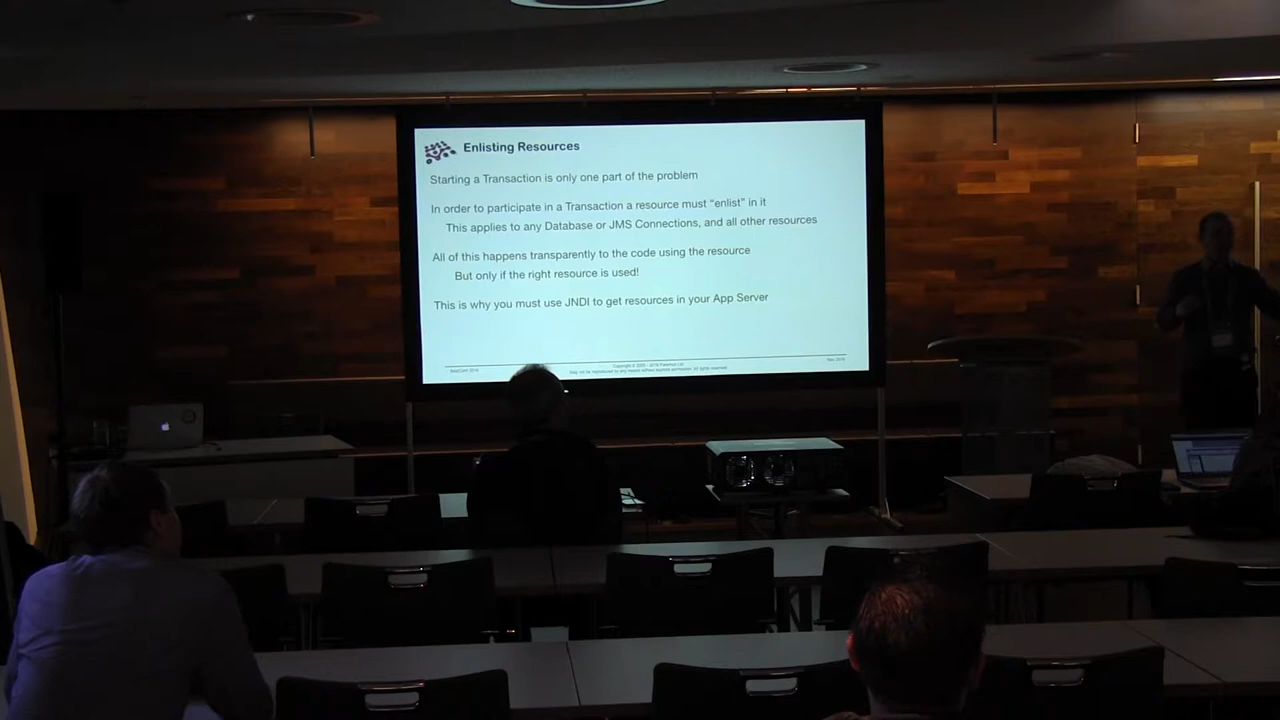 Enlisting Resources
Starting a Transaction is only one part of the problem
In order to participate in a Transaction a resource must “enlist” in it
This applies to any Database or JMS Connections, and all other resources
All of this happens transparently to the code using the resource
But only if the right resource is used!
This is why you must use JNDI to get resources in your App Server